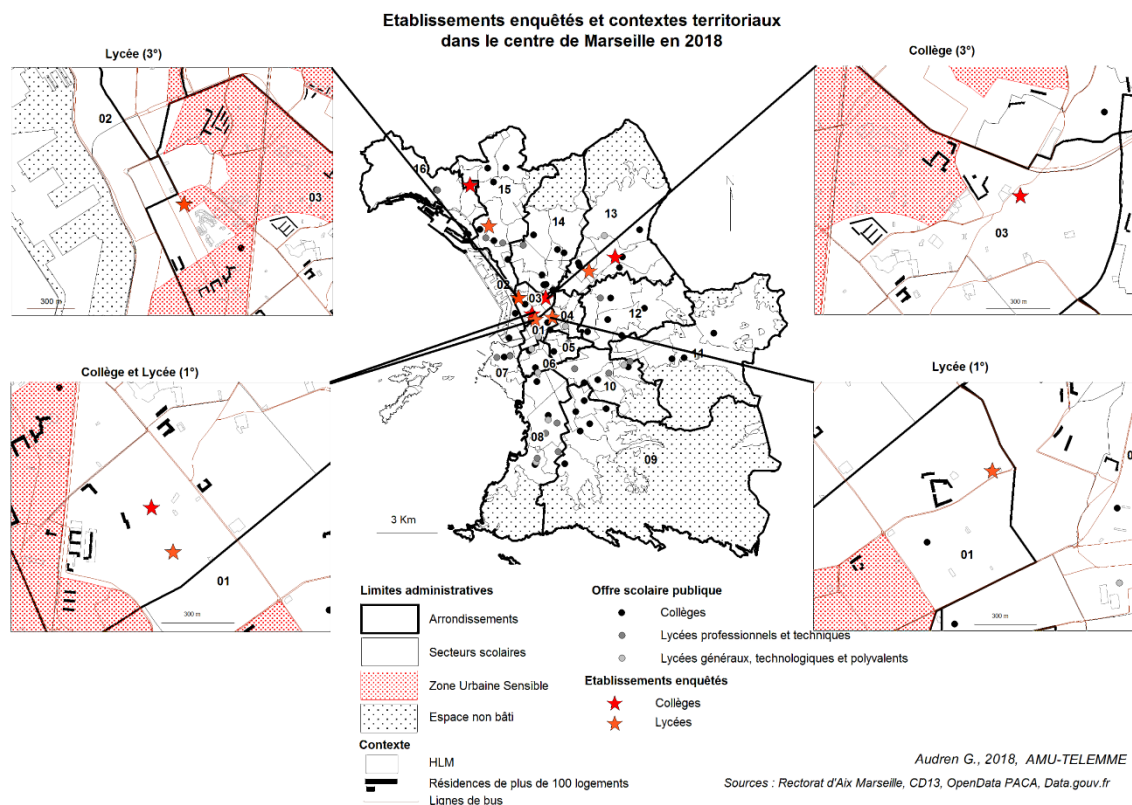 Etablissements enquêtés et contextes territoriaux
dans le centre de Marseille en 2018
Lycée (3°)
02
03
300 m
Collège (3°)
03
300 m
16
15
14
13
02
03
04
01
12
05
11
06
07
10
08
09
3 Km
Collège et Lycée (1°)
01
300 m
Lycée (1°)
01
300 m
Limites administratives
Arrondissements
Secteurs scolaires
Zone Urbaine Sensible
Espace non bâti
Contexte
HLM
Résidences de plus de 100 logements
Lignes de bus
Offre scolaire publique
Collèges
Lycées professionnels et techniques
Lycées généraux, technologiques et polyvalents
Etablissements enquêtés
Collèges
Lycées
Audren G., 2018, AMU-TELEMME
Sources : Rectorat d'Aix Marseille, CD13, OpenData PACA, Data.gouv.fr